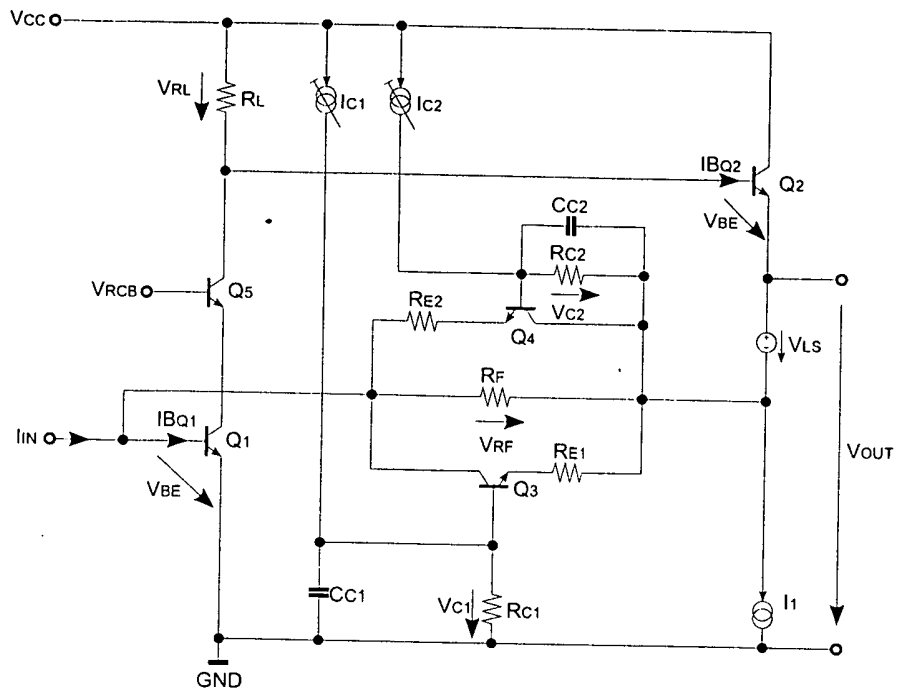 VCC
VRL
RL
IC1
IC2
IBQ2
Q2
VBE
CC2
RC2
VC2
VRCB
Q5
RE2
Q4
VLS
RF
VRF
IIN
IBQ1
Q1
VBE
RE1
Q3
VOUT
CC1
VC1
RC1
I1
GND